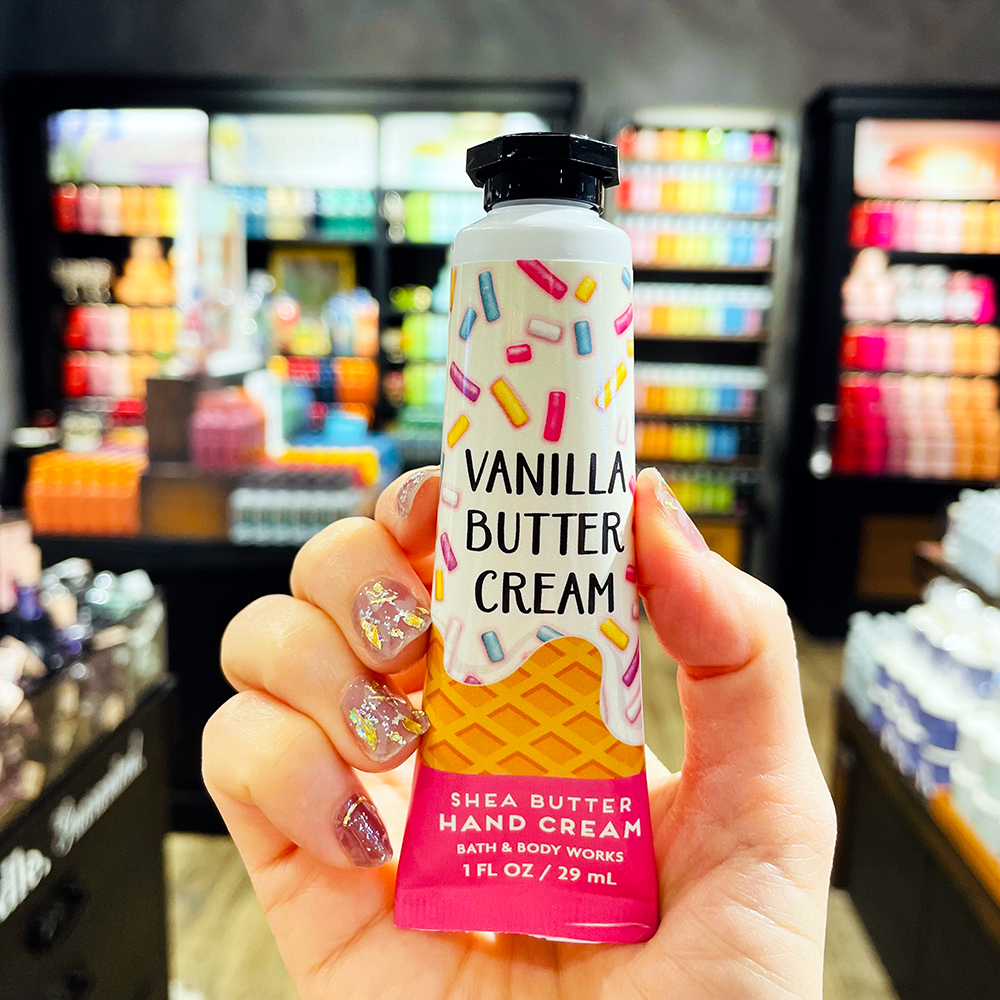 VANILLA
BUTTER
CREAM
SHEA BUTTER
HAND CREAM
BATH & BODY WORKS
1 FL OZ / 29 mL